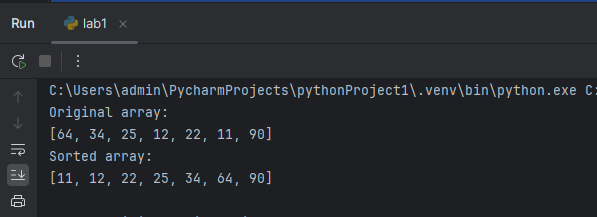 Run lab1
C:\Users\admin\PycharmProjects\pythonProject1\.venv\bin\python.exe C:
Original array:
[64, 34, 25, 12, 22, 11, 90]
Sorted array:
[11, 12, 22, 25, 34, 64, 90]